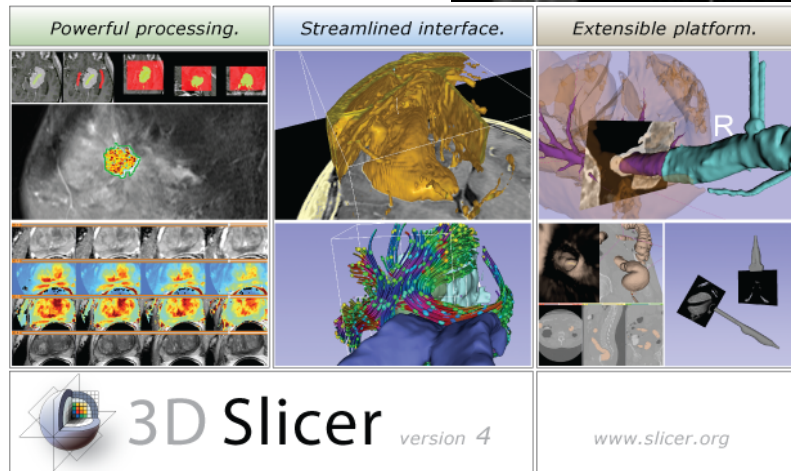 Powerful processing.
Streamlined interface.
Extensible platform.
R
3D Slicer version 4
www.slicer.org